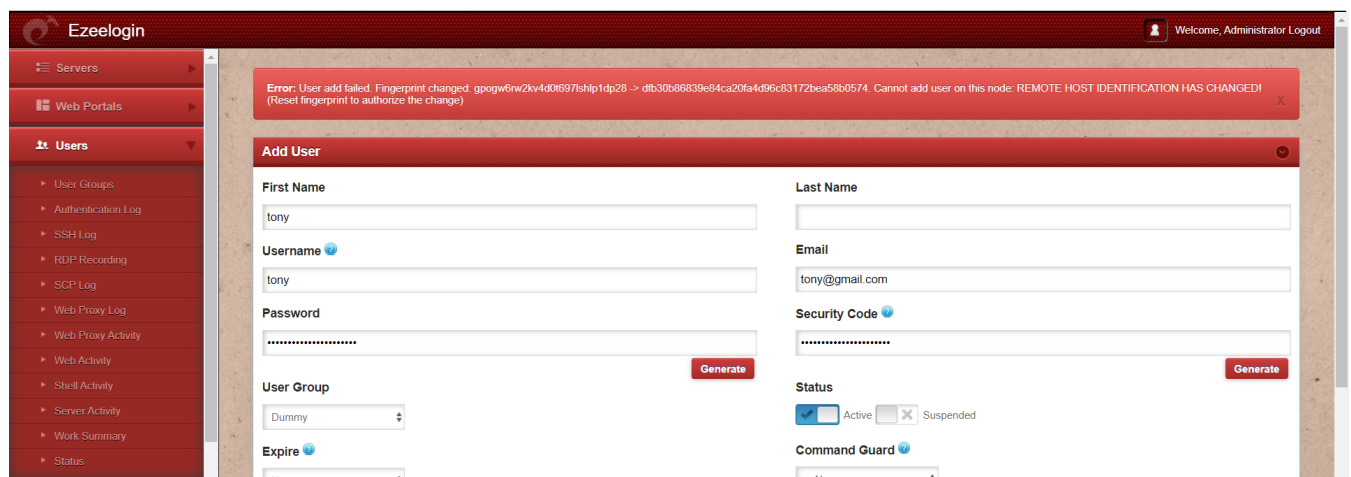 Ezeelogin
Welcome, Administrator Logout
Servers
Web Portals
Users
User Groups
Authentication Log
SSH Log
RDP Recording
SCP Log
Web Proxy Log
Web Proxy Activity
Web Activity
Shell Activity
Server Activity
Work Summary
Status
Error: User add failed. Fingerprint changed: gpogw6rw2kv4d0t697lshlp1dp28 -> dfb30b86839e84ca20fa4d96c83172bea58b0574. Cannot add user on this node: REMOTE HOST IDENTIFICATION HAS CHANGED!
(Reset fingerprint to authorize the change)
X
Add User
First Name
Last Name
tony
Username
Email
tony
tony@gmail.com
Password
Security Code
Generate
Generate
User Group
Status
Dummy
Active
Suspended
Expire
Command Guard